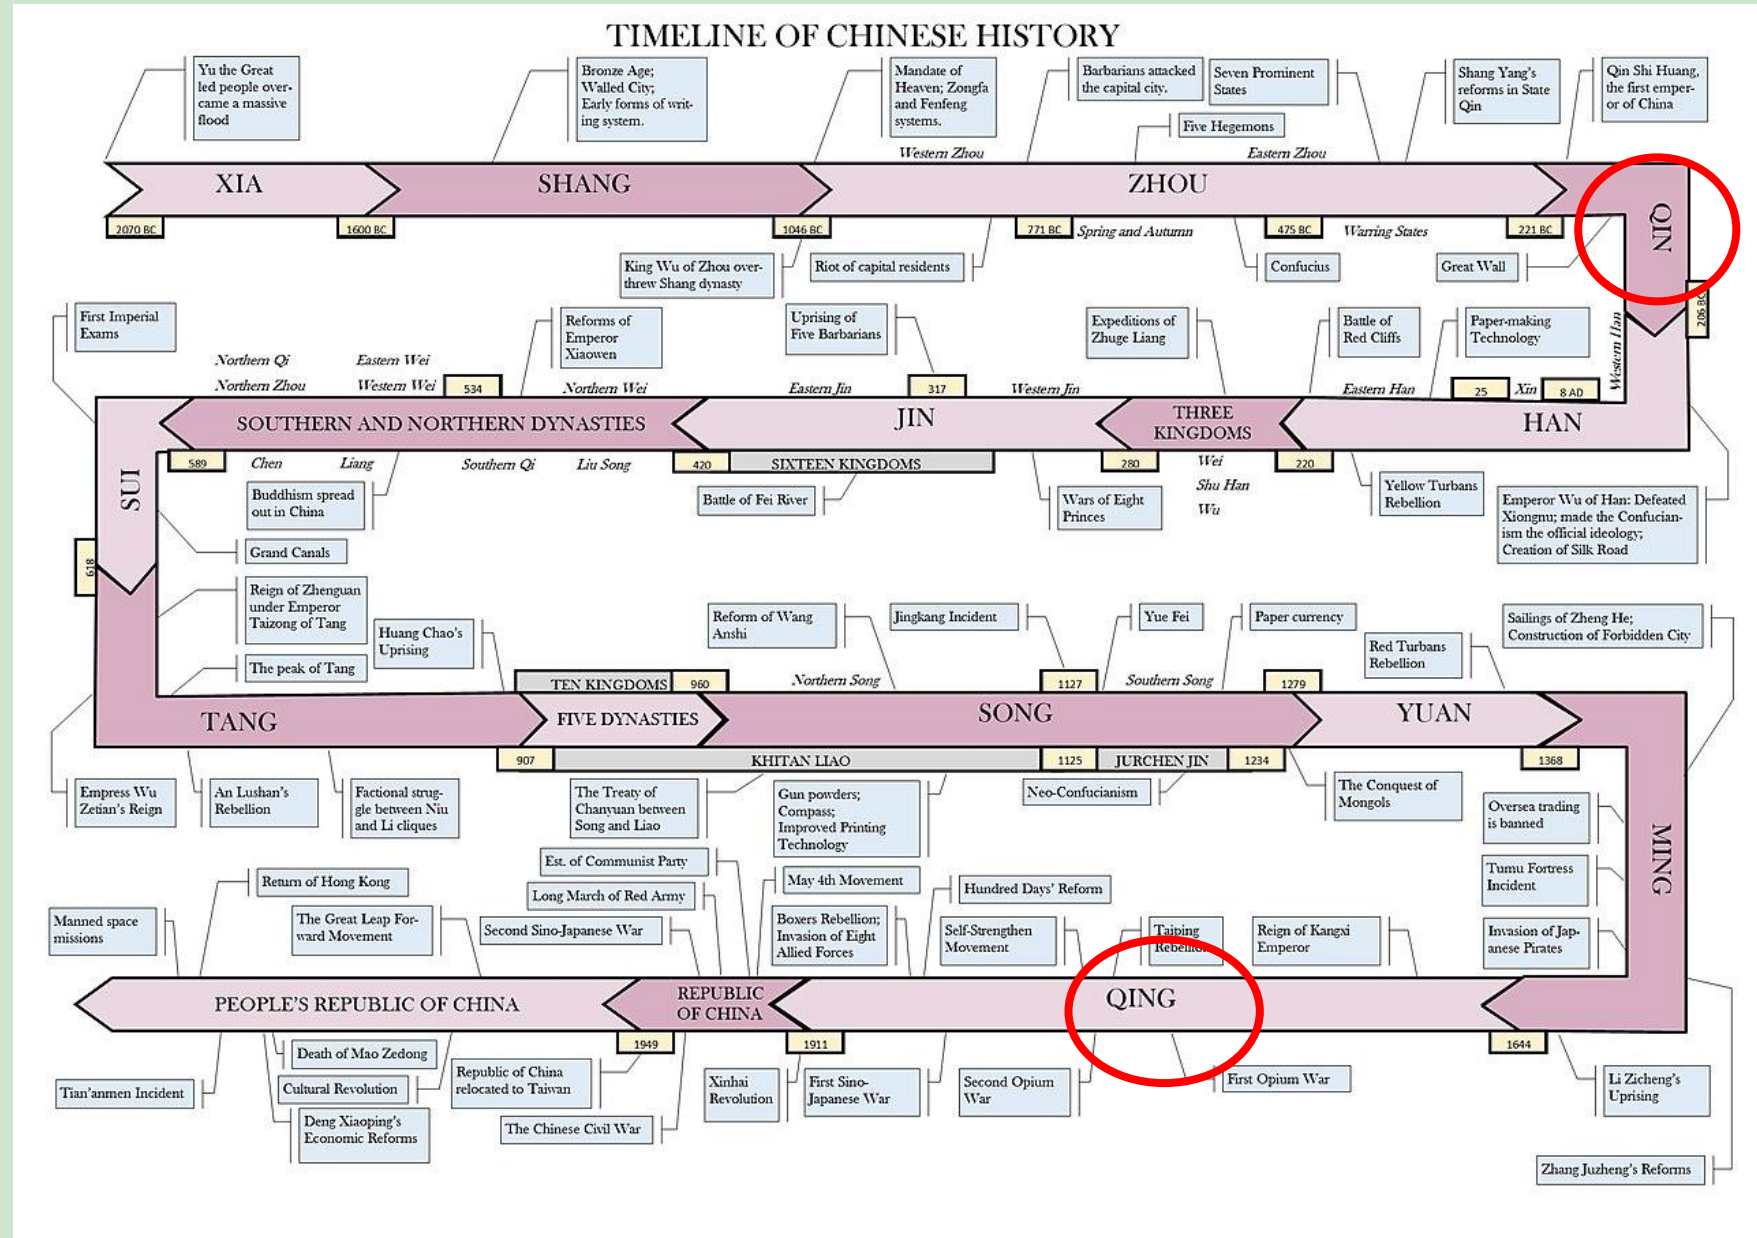 TIMELINE OF CHINESE HISTORY
Yu the Great
led people over-
came a massive
flood
Bronze Age;
Walled City;
Early forms of writ-
ing system.
Mandate of
Heaven; Zongfa
and Fenfeng
systems.
Barbarians attacked
the capital city.
Seven Prominent
States
Five Hegemons
Shang Yang's
reforms in State
Qin
Qin Shi Huang,
the first emper-
or of China
Western Zhou
Eastern Zhou
XIA
SHANG
ZHOU
QIN
2070 BC
1600 BC
1046 BC
771 BC
Spring and Autumn
475 BC
Warring States
221 BC
King Wu of Zhou over-
threw Shang dynasty
Riot of capital residents
Confucius
Great Wall
206 BC
First Imperial
Exams
Reforms of
Emperor
Xiaowen
Uprising of
Five Barbarians
Expeditions of
Zhuge Liang
Battle of
Red Cliffs
Paper-making
Technology
Western Han
Northern Qi
Eastern Wei
Northern Zhou
Western Wei
534
Northern Wei
Eastern Jin
317
Western Jin
Eastern Han
25
Xin
8 AD
SOUTHERN AND NORTHERN DYNASTIES
JIN
THREE
KINGDOMS
HAN
589
Chen
Liang
Southern Qi
Liu Song
420
SIXTEEN KINGDOMS
280
Wei
Shu Han
Wu
220
SUI
Buddhism spread
out in China
Battle of Fei River
Wars of Eight
Princes
Yellow Turbans
Rebellion
Emperor Wu of Han: Defeated
Xiongnu; made the Confucian-
ism the official ideology;
Creation of Silk Road
Grand Canals
618
Reign of Zhenguan
under Emperor
Taizong of Tang
The peak of Tang
Huang Chao's
Uprising
Reform of Wang
Anshi
Jingkang Incident
Yue Fei
Paper currency
Red Turbans
Rebellion
Sailings of Zheng He;
Construction of Forbidden City
TEN KINGDOMS
960
Northern Song
1127
Southern Song
1279
TANG
FIVE DYNASTIES
SONG
YUAN
907
KHITAN LIAO
1125
JURCHEN JIN
1234
1368
Empress Wu
Zetian's Reign
An Lushan's
Rebellion
Factional strug-
gle between Niu
and Li cliques
The Treaty of
Chanyuan between
Song and Liao
Gun powders;
Compass;
Improved Printing
Technology
Neo-Confucianism
The Conquest of
Mongols
Oversea trading
is banned
MING
Tumu Fortress
Incident
Invasion of Jap-
anese Pirates
Est. of Communist Party
Long March of Red Army
Second Sino-Japanese War
May 4th Movement
Boxers Rebellion;
Invasion of Eight
Allied Forces
Hundred Days' Reform
Self-Strengthen
Movement
Taiping
Rebellion
Reign of Kangxi
Emperor
Return of Hong Kong
Manned space
missions
The Great Leap For-
ward Movement
PEOPLE'S REPUBLIC OF CHINA
REPUBLIC
OF CHINA
QING
1949
1911
1644
Tian'anmen Incident
Death of Mao Zedong
Cultural Revolution
Deng Xiaoping's
Economic Reforms
Republic of China
relocated to Taiwan
The Chinese Civil War
Xinhai
Revolution
First Sino-
Japanese War
Second Opium
War
First Opium War
Li Zicheng's
Uprising
Zhang Juzheng's Reforms